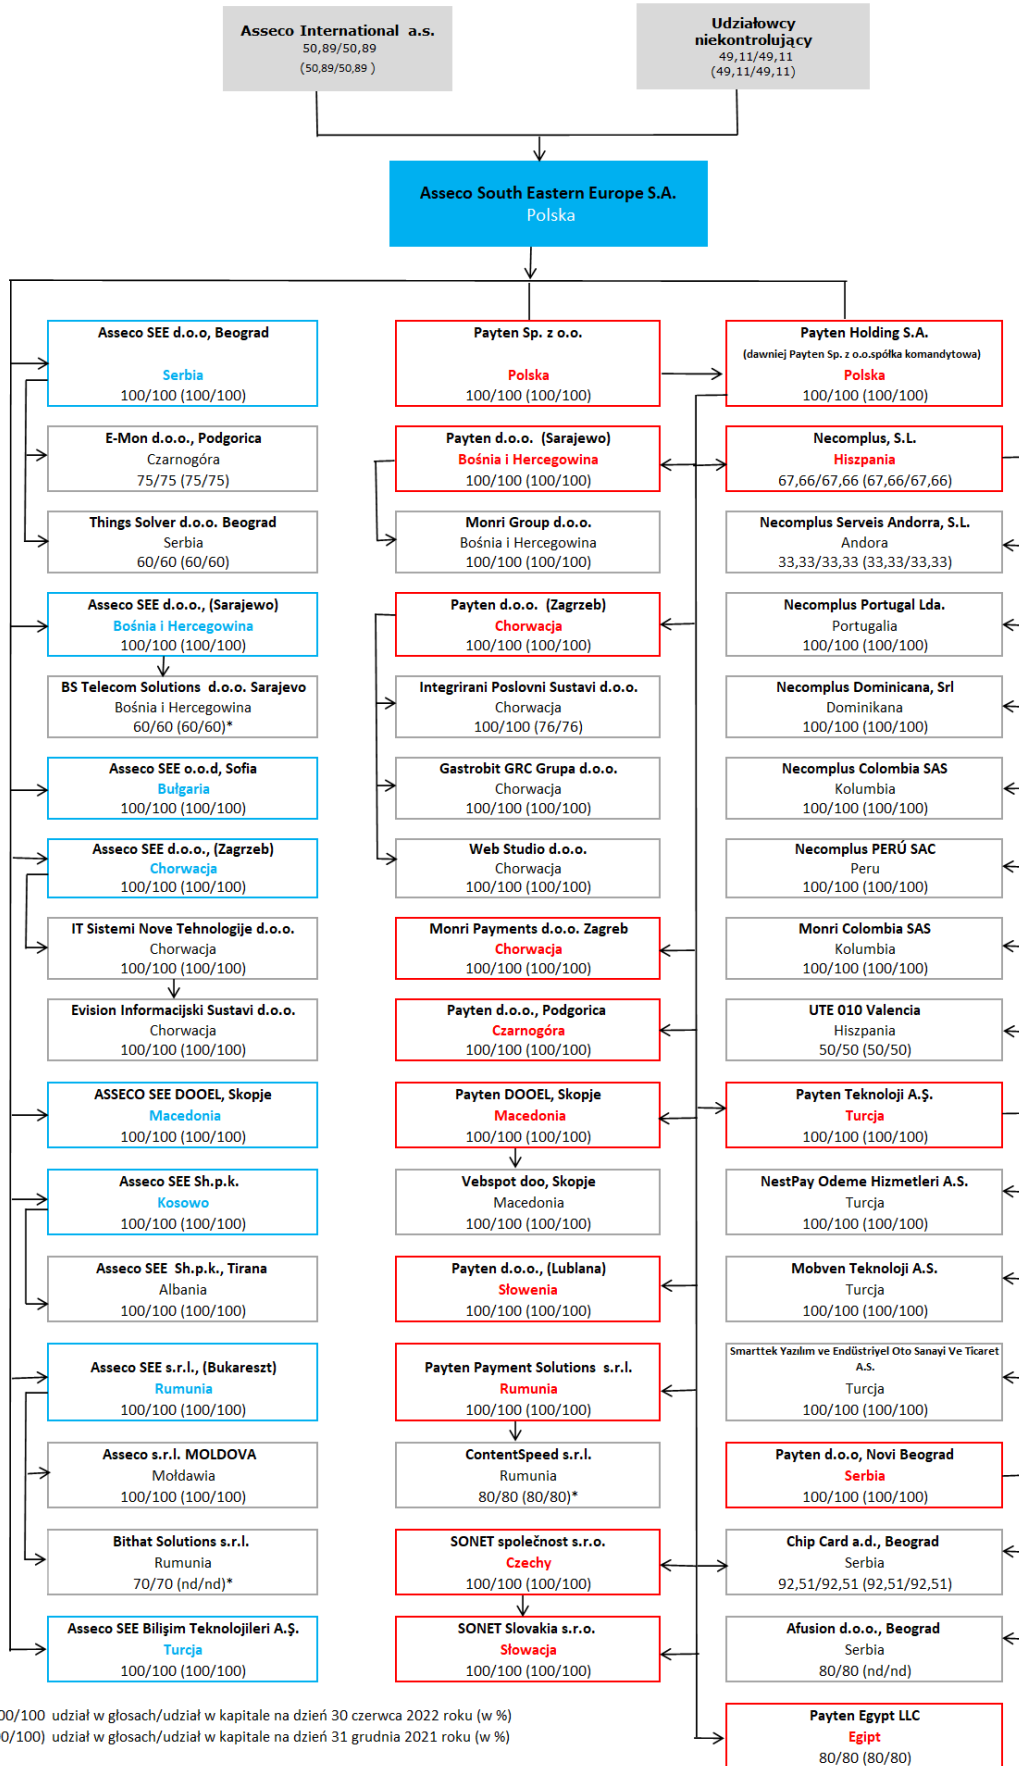 Asseco International a.s.
50,89/50,89
(50,89/50,89 )
Udziałowcy
niekontrolujący
49,11/49,11
(49,11/49,11)
Asseco South Eastern Europe S.A.
Polska
Asseco SEE d.o.o, Beograd
Serbia
100/100 (100/100)
E-Mon d.o.o., Podgorica
Czarnogóra
75/75 (75/75)
Things Solver d.o.o. Beograd
Serbia
60/60 (60/60)
Asseco SEE d.o.o., (Sarajewo)
Bośnia i Hercegowina
100/100 (100/100)
BS Telecom Solutions d.o.o. Sarajevo
Bośnia i Hercegowina
60/60 (60/60)*
Asseco SEE o.o.d, Sofia
Bułgaria
100/100 (100/100)
Asseco SEE d.o.o., (Zagrzeb)
Chorwacja
100/100 (100/100)
IT Sistemi Nove Tehnologije d.o.o.
Chorwacja
100/100 (100/100)
Evision Informacijski Sustavi d.o.o.
Chorwacja
100/100 (100/100)
ASSECO SEE DOOEL, Skopje
Macedonia
100/100 (100/100)
Asseco SEE Sh.p.k.
Kosowo
100/100 (100/100)
Asseco SEE Sh.p.k., Tirana
Albania
100/100 (100/100)
Asseco SEE s.r.l., (Bukareszt)
Rumunia
100/100 (100/100)
Asseco s.r.l. MOLDOVA
Mołdawia
100/100 (100/100)
Bithat Solutions s.r.l.
Rumunia
70/70 (nd/nd)*
Asseco SEE Bilişim Teknolojileri A.Ş.
Turcja
100/100 (100/100)
Payten Sp. z o.o.
Polska
100/100 (100/100)
Payten d.o.o. (Sarajewo)
Bośnia i Hercegowina
100/100 (100/100)
Monri Group d.o.o.
Bośnia i Hercegowina
100/100 (100/100)
Payten d.o.o. (Zagrzeb)
Chorwacja
100/100 (100/100)
Integrirani Poslovni Sustavi d.o.o.
Chorwacja
100/100 (76/76)
Gastrobit GRC Grupa d.o.o.
Chorwacja
100/100 (100/100)
Web Studio d.o.o.
Chorwacja
100/100 (100/100)
Monri Payments d.o.o. Zagreb
Chorwacja
100/100 (100/100)
Payten d.o.o., Podgorica
Czarnogóra
100/100 (100/100)
Payten DOOEL, Skopje
Macedonia
100/100 (100/100)
Vebspot doo, Skopje
Macedonia
100/100 (100/100)
Payten d.o.o., (Lublana)
Słowenia
100/100 (100/100)
Payten Payment Solutions s.r.l.
Rumunia
100/100 (100/100)
ContentSpeed s.r.l.
Rumunia
80/80 (80/80)*
SONET společnost s.r.o.
Czechy
100/100 (100/100)
SONET Slovakia s.r.o.
Słowacja
100/100 (100/100)
Payten Holding S.A.
(dawniej Payten Sp. z o.o.spółka komandytowa)
Polska
100/100 (100/100)
Necomplus, S.L.
Hiszpania
67,66/67,66 (67,66/67,66)
Necomplus Serveis Andorra, S.L.
Andora
33,33/33,33 (33,33/33,33)
Necomplus Portugal Lda.
Portugalia
100/100 (100/100)
Necomplus Dominicana, Srl
Dominikana
100/100 (100/100)
Necomplus Colombia SAS
Kolumbia
100/100 (100/100)
Necomplus PERÚ SAC
Peru
100/100 (100/100)
Monri Colombia SAS
Kolumbia
100/100 (100/100)
UTE 010 Valencia
Hiszpania
50/50 (50/50)
Payten Teknoloji A.Ş.
Turcja
100/100 (100/100)
NestPay Odeme Hizmetleri A.S.
Turcja
100/100 (100/100)
Mobven Teknoloji A.S.
Turcja
100/100 (100/100)
Smarttek Yazılım ve Endüstriyel Oto Sanayi Ve Ticaret
A.S.
Turcja
100/100 (100/100)
Payten d.o.o, Novi Beograd
Serbia
100/100 (100/100)
Chip Card a.d., Beograd
Serbia
92,51/92,51 (92,51/92,51)
Afusion d.o.o., Beograd
Serbia
80/80 (nd/nd)
Payten Egypt LLC
Egipt
80/80 (80/80)
00/100 udział w głosach/udział w kapitale na dzień 30 czerwca 2022 roku (w %)
00/100) udział w głosach/udział w kapitale na dzień 31 grudnia 2021 roku (w %)